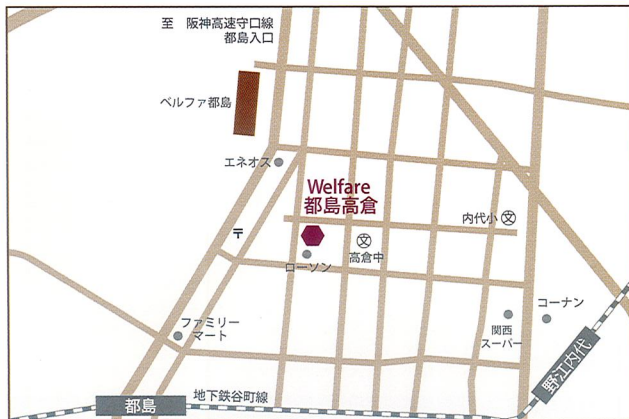 至　阪神高速守口線
都島入口
ベルファ都島
エネオス
Welfare
都島高倉
内代小
文
〒
文
高倉中
ローソン
ファミリー
マート
関西
スーパー
コーナン
野江内代
地下鉄谷町線
都島